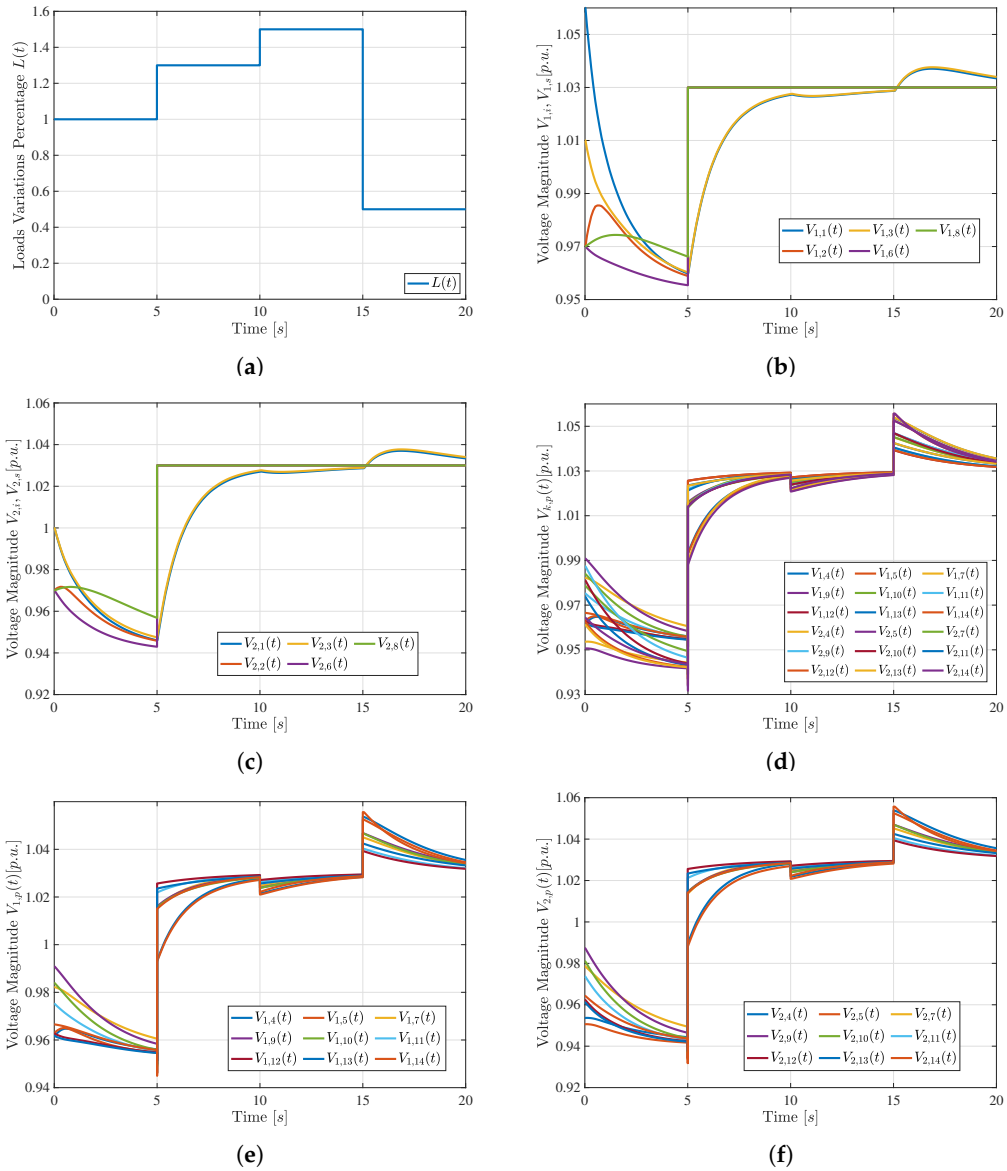 Loads Variations Percentage L(t)
1.6
1.4
1.2
1
0.8
0.6
0.4
0.2
0
L(t)
0 5 10 15 20
Time [s]
(a)
Voltage Magnitude V1,i, V1,s[p.u.]
1.05
1.03
1.01
0.99
0.97
0.95
V1,1(t) V1,3(t) V1,8(t)
V1,2(t) V1,6(t)
0 5 10 15 20
Time [s]
(b)
Voltage Magnitude V2,i, V2,s[p.u.]
1.06
1.04
1.02
1
0.98
0.96
0.94
0.92
V2,1(t) V2,3(t) V2,8(t)
V2,2(t) V2,6(t)
0 5 10 15 20
Time [s]
(c)
Voltage Magnitude Vk,p(t)[p.u.]
1.05
1.03
1.01
0.99
0.97
0.95
0.93
V1,4(t) V1,5(t) V1,7(t)
V1,9(t) V1,10(t) V1,11(t)
V1,12(t) V1,13(t) V1,14(t)
V2,4(t) V2,5(t) V2,7(t)
V2,9(t) V2,10(t) V2,11(t)
V2,12(t) V2,13(t) V2,14(t)
0 5 10 15 20
Time [s]
(d)
Voltage Magnitude V1,p(t)[p.u.]
1.04
1.02
1
0.98
0.96
0.94
V1,4(t) V1,5(t) V1,7(t)
V1,9(t) V1,10(t) V1,11(t)
V1,12(t) V1,13(t) V1,14(t)
0 5 10 15 20
Time [s]
(e)
Voltage Magnitude V2,p(t)[p.u.]
1.06
1.04
1.02
1
0.98
0.96
0.94
0.92
V2,4(t) V2,5(t) V2,7(t)
V2,9(t) V2,10(t) V2,11(t)
V2,12(t) V2,13(t) V2,14(t)
0 5 10 15 20
Time [s]
(f)